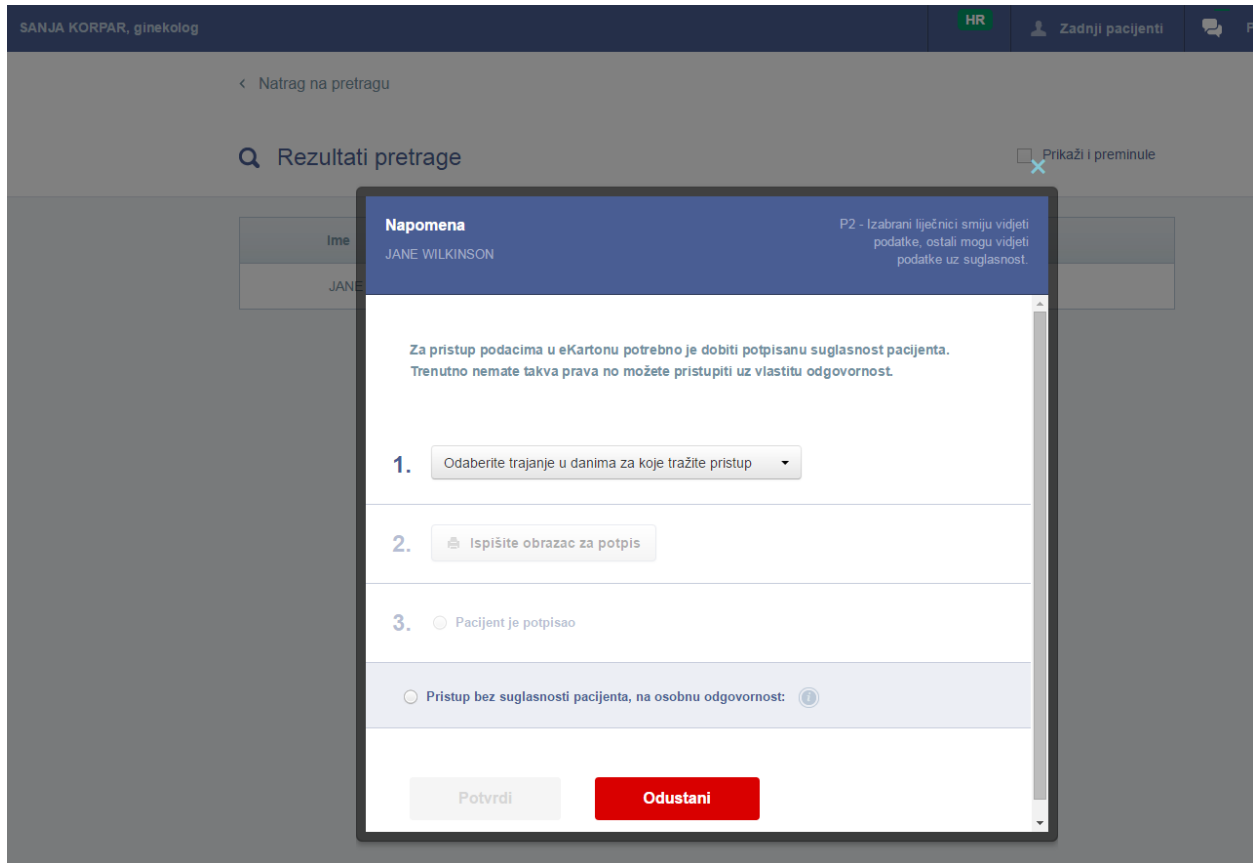 SANJA KORPAR, ginekolog
HR
Zadnji pacijenti
Natrag na pretragu
Rezultati pretrage
Prikaži i preminule
Ime
JANE
Napomena
JANE WILKINSON
P2 - Izabrani liječnici smiju vidjeti
podatke, ostali mogu vidjeti
podatke uz suglasnost.
Za pristup podacima u eKartonu potrebno je dobiti potpisanu suglasnost pacijenta.
Trenutno nemate takva prava no možete pristupiti uz vlastitu odgovornost.
1. Odaberite trajanje u danima za koje tražite pristup
2. Ispišite obrazac za potpis
3. Pacijent je potpisao
Pristup bez suglasnosti pacijenta, na osobnu odgovornost:
Potvrdi
Odustani